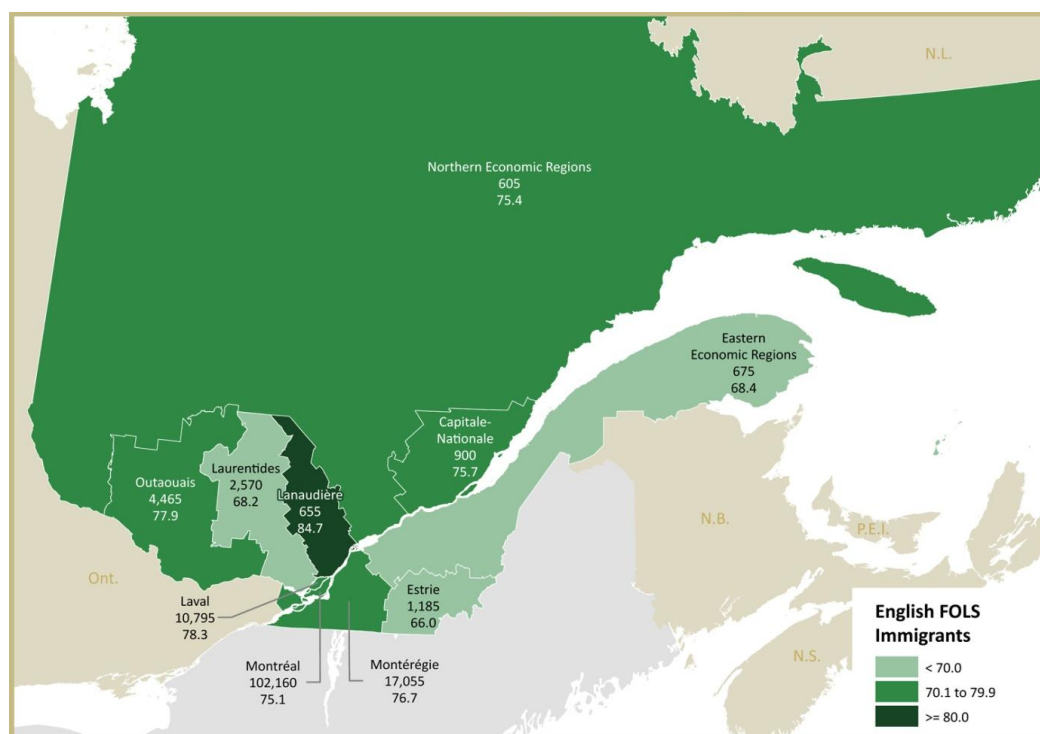 N.L.
Northern Economic Regions
605
75.4
Eastern
Economic Regions
675
68.4
Capitale-
Nationale
900
75.7
Outaouais
4,465
77.9
Laurentides
2,570
68.2
Lanaudière
655
84.7
Ont.
N.B.
P.E.I.
Laval
10,795
78.3
Estrie
1,185
66.0
Montréal
102,160
75.1
Montérégie
17,055
76.7
N.S.
English FOLS
Immigrants
< 70.0
70.1 to 79.9
>= 80.0